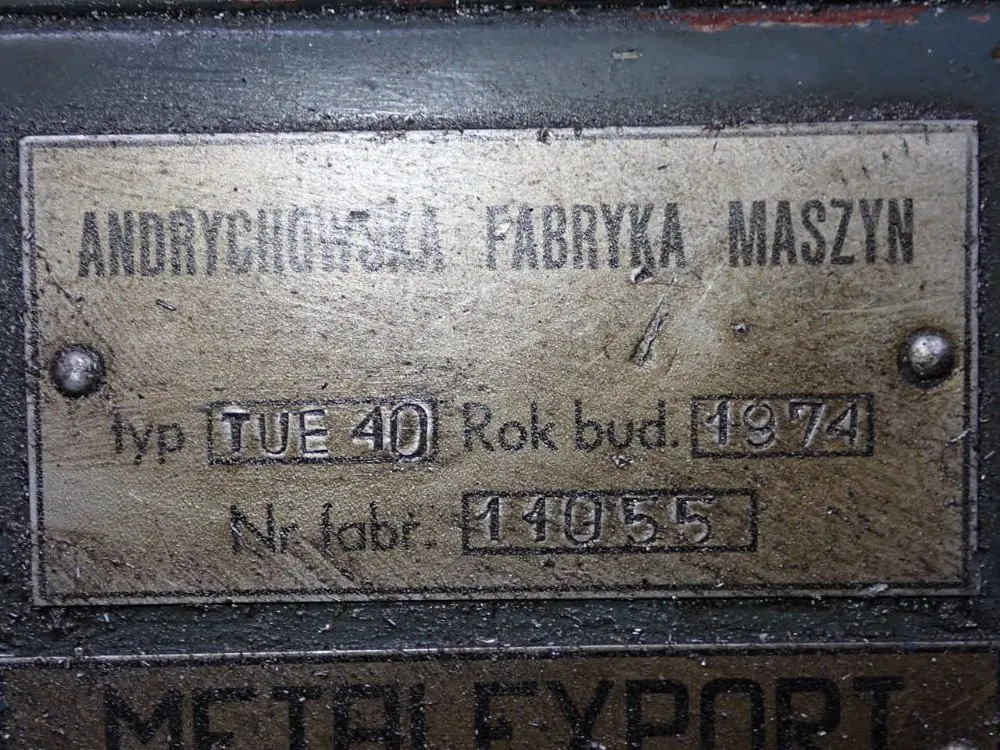 ANDRYCHOWSKA FABRYKA MASZYN
typ TUE 40 Rok bud. 1974
Nr fabr. 11055
METALEXPORT